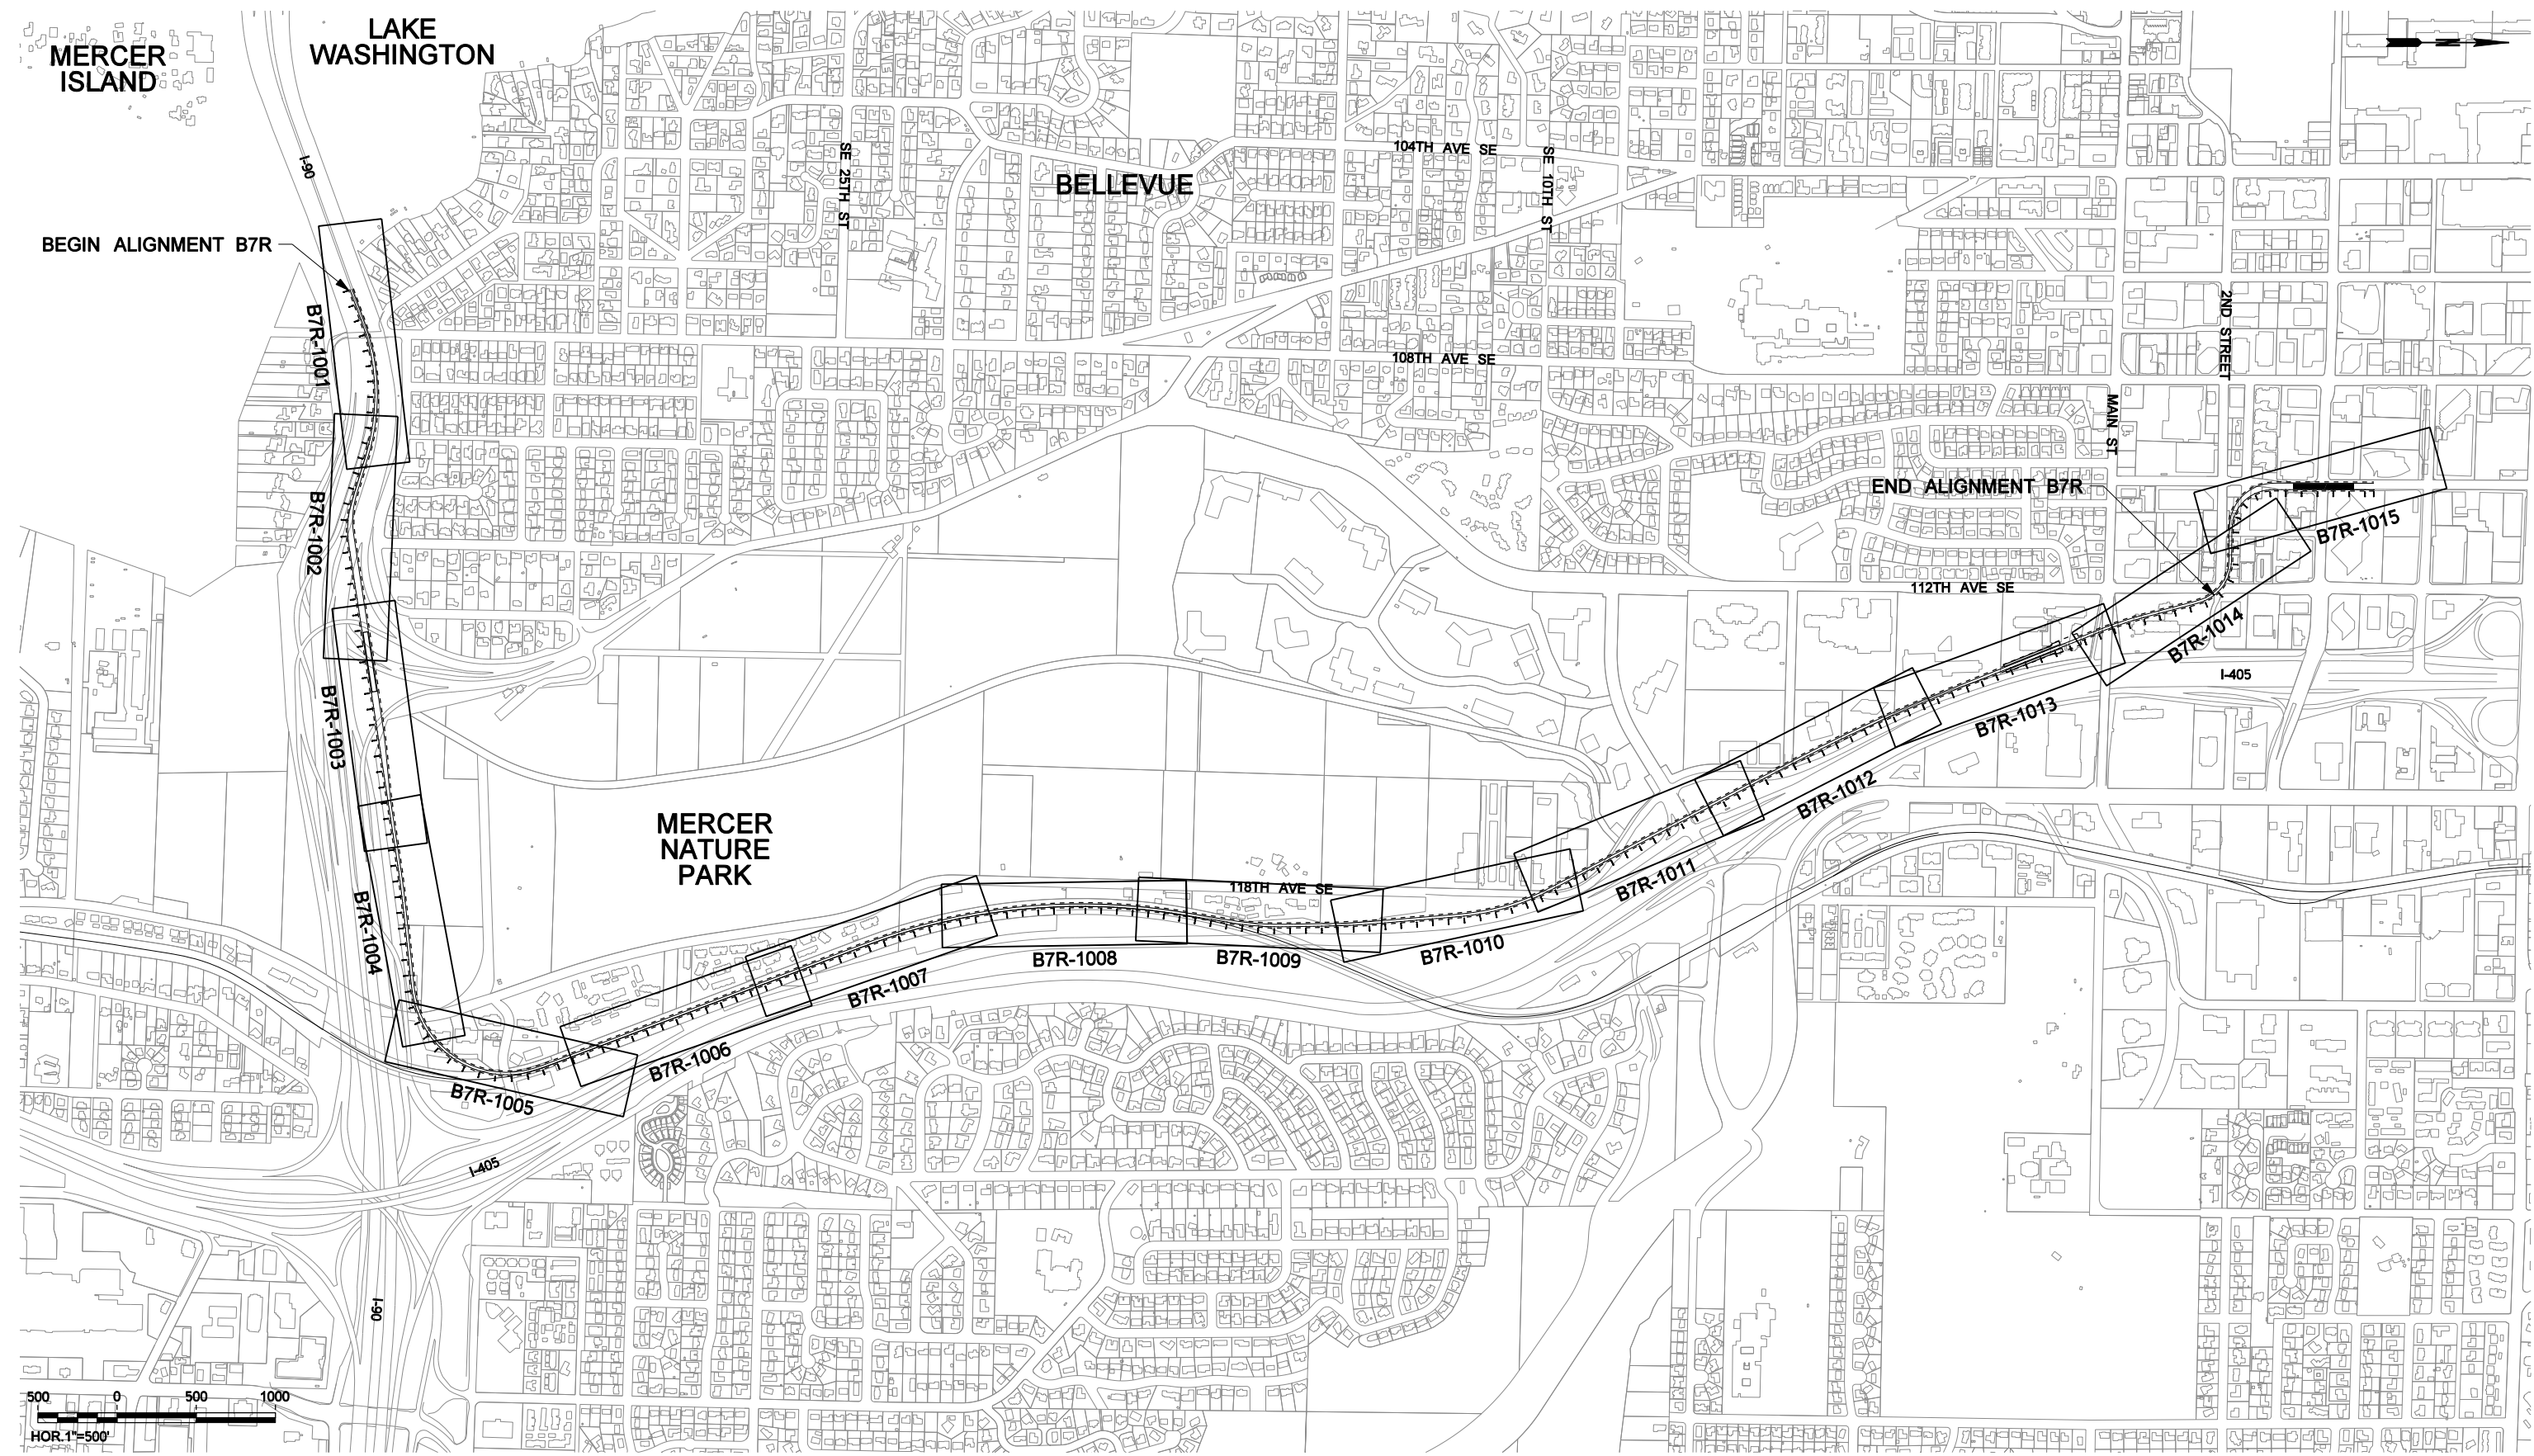 LAKE
WASHINGTON
MERCER
ISLAND
N
I-90
SE 25TH ST
104TH AVE SE
SE 10TH ST
BELLEVUE
BEGIN ALIGNMENT B7R
B7R-1001
2ND STREET
108TH AVE SE
MAIN ST
B7R-1002
END ALIGNMENT B7R
B7R-1015
112TH AVE SE
B7R-1014
I-405
B7R-1003
B7R-1013
B7R-1012
MERCER
NATURE
PARK
118TH AVE SE
B7R-1011
B7R-1004
B7R-1010
B7R-1009
B7R-1008
B7R-1007
B7R-1006
B7R-1005
I-405
I-90
500 0 500 1000
HOR.1"=500'